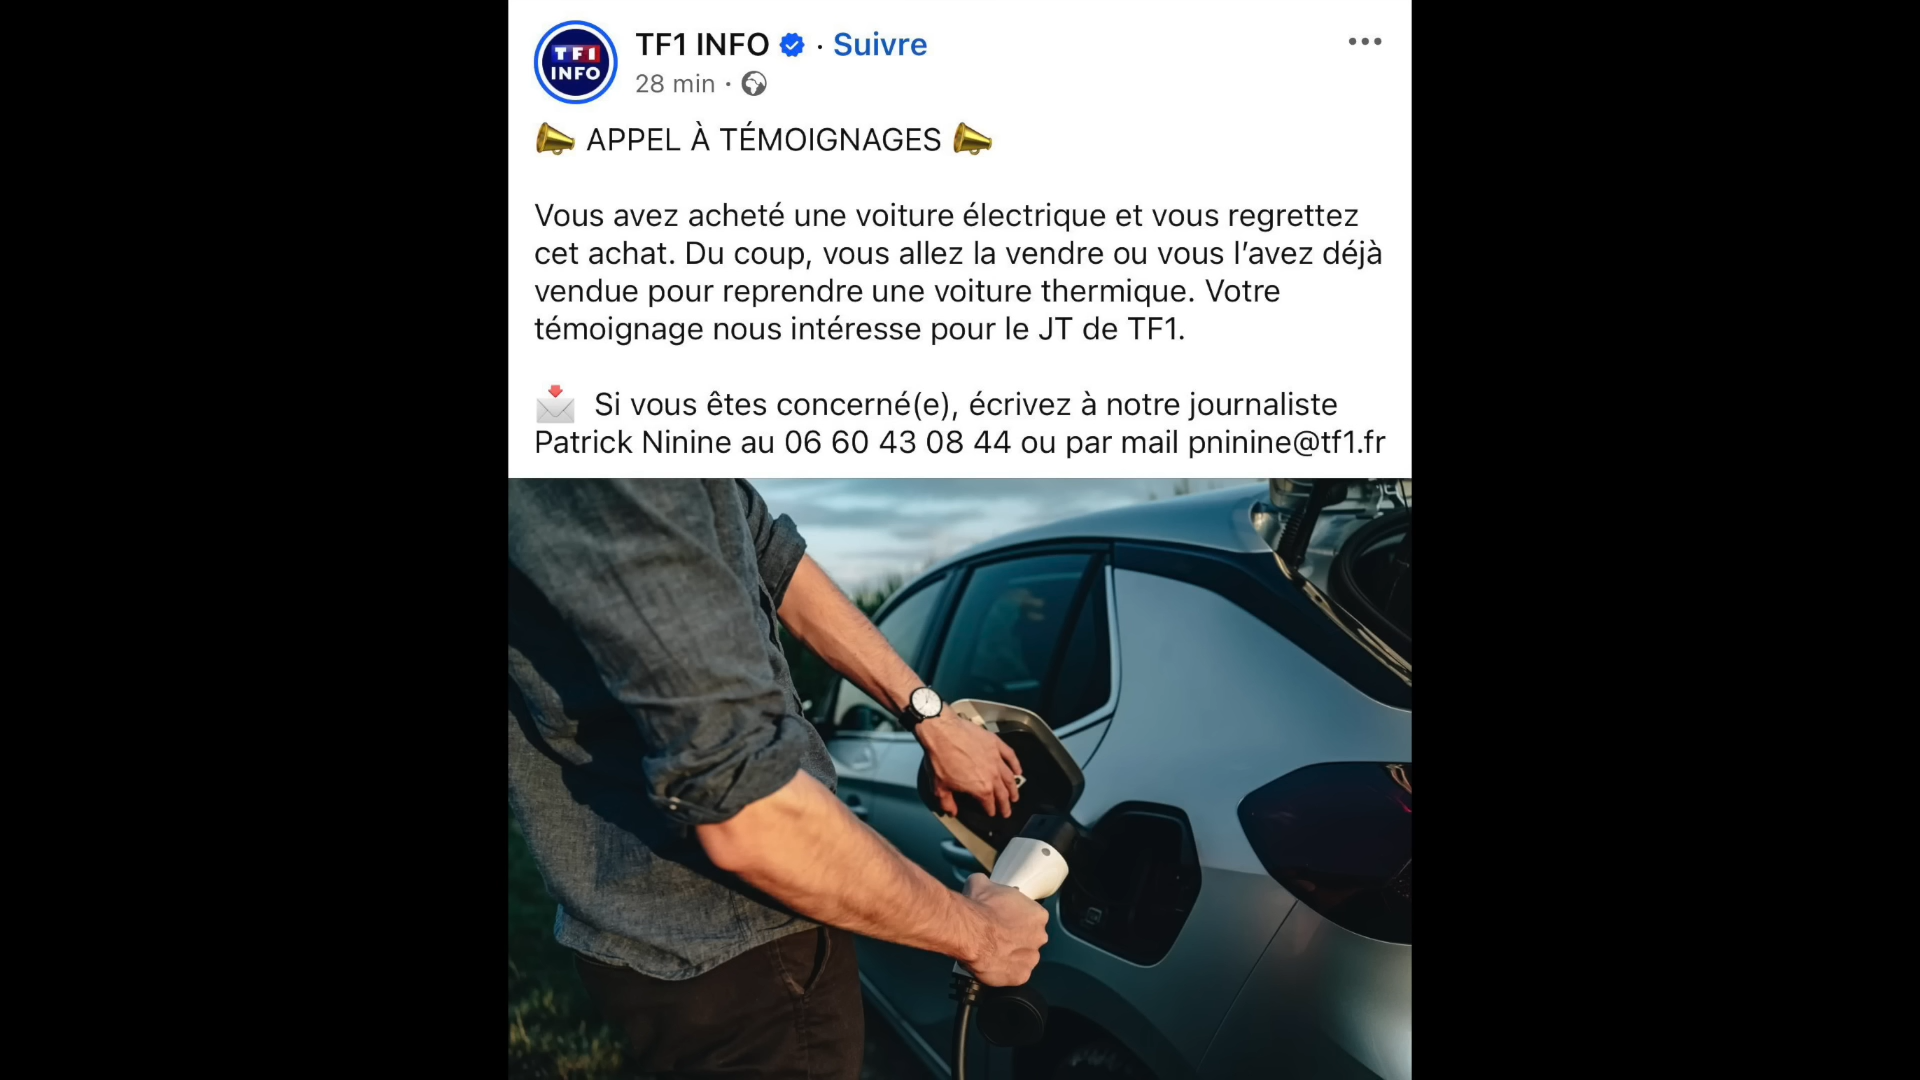 TF1 INFO · Suivre
TF1
INFO
28 min ·
📣 APPEL À TÉMOIGNAGES 📣
Vous avez acheté une voiture électrique et vous regrettez
cet achat. Du coup, vous allez la vendre ou vous l’avez déjà
vendue pour reprendre une voiture thermique. Votre
témoignage nous intéresse pour le JT de TF1.
📩 Si vous êtes concerné(e), écrivez à notre journaliste
Patrick Ninine au 06 60 43 08 44 ou par mail pninine@tf1.fr